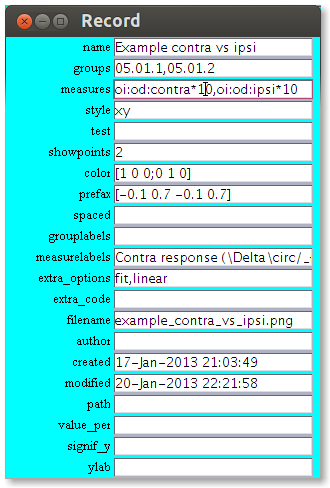 Record
name Example contra vs ipsi
groups 05.01.1,05.01.2
measures oi:od:contra*10,oi:od:ipsi*10
style xy
test
showpoints 2
color [1 0 0;0 1 0]
prefax [-0.1 0.7 -0.1 0.7]
spaced
grouplabels
measurelabels Contra response (\Delta\circ/_
extra_options fit,linear
extra_code
filename example_contra_vs_ipsi.png
author
created 17-Jan-2013 21:03:49
modified 20-Jan-2013 22:21:58
path
value_per
signif_y
ylab